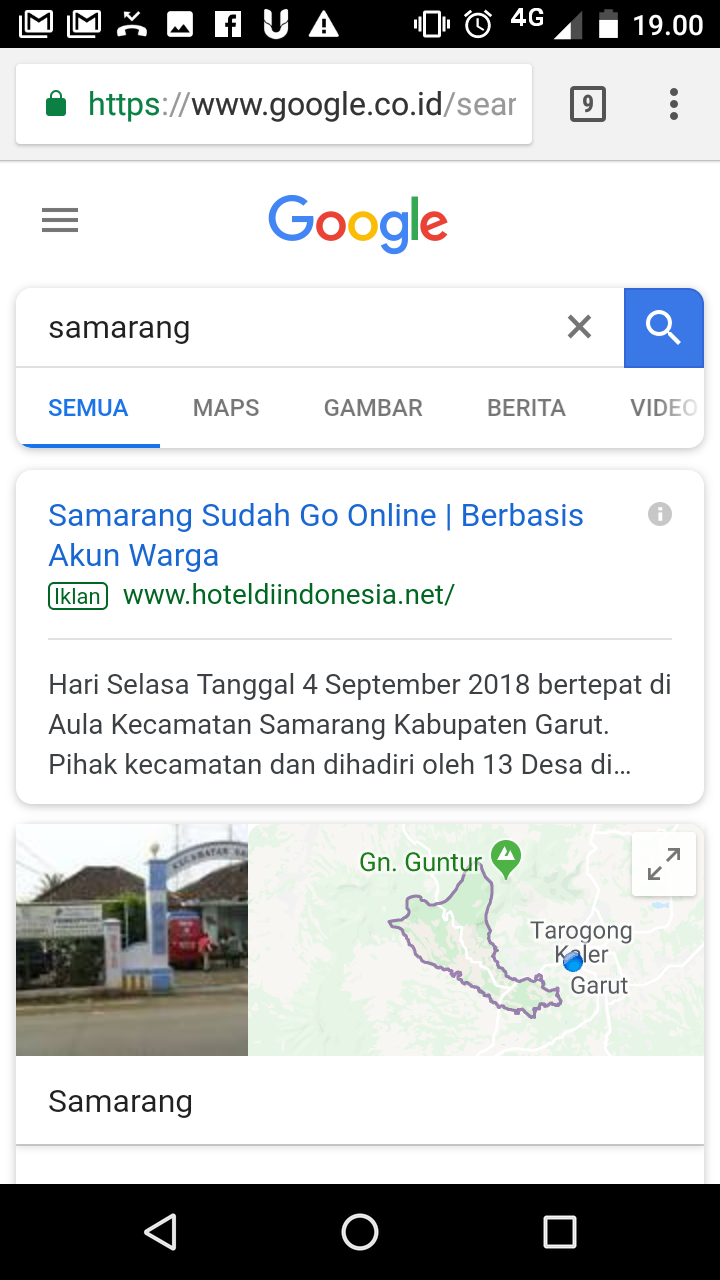 4G 19.00
https://www.google.co.id/sear
9
Google
samarang
SEMUA MAPS GAMBAR BERITA VIDEO
Samarang Sudah Go Online | Berbasis
Akun Warga
Iklan www.hoteldiindonesia.net/
Hari Selasa Tanggal 4 September 2018 bertepat di
Aula Kecamatan Samarang Kabupaten Garut.
Pihak kecamatan dan dihadiri oleh 13 Desa di...
KECAMATAN
Gn. Guntur
Tarogong
Kaler
Garut
Samarang